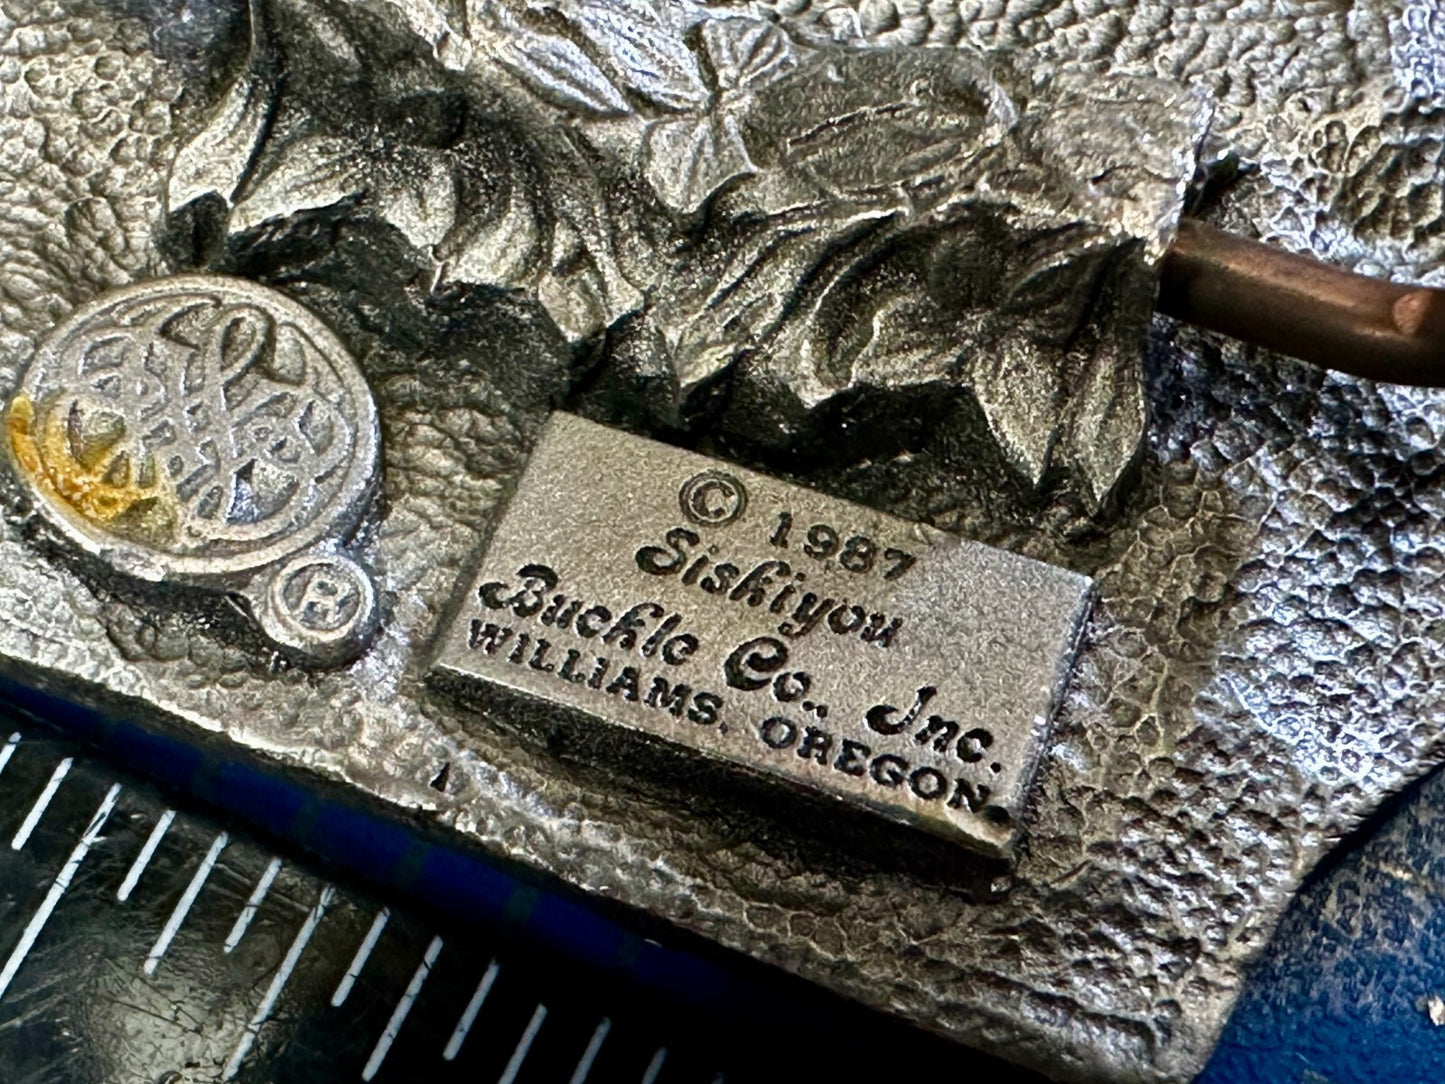 © 1987
Siskiyou
Buckle Co., Inc.
WILLIAMS, OREGON
®